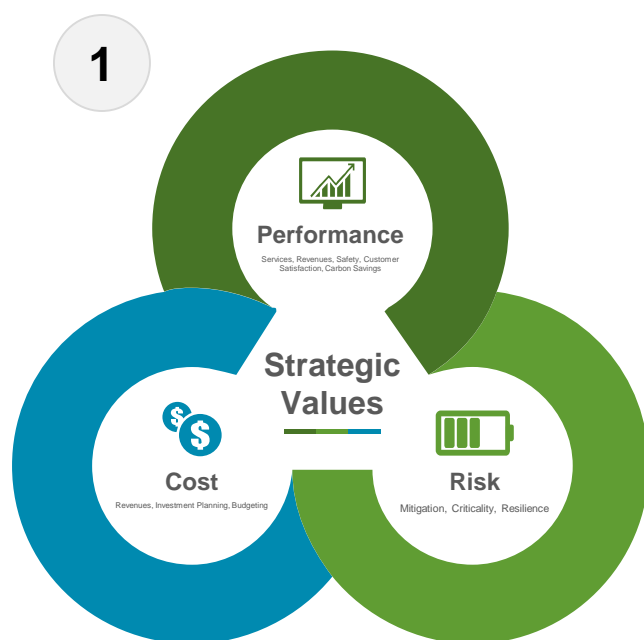 1
Performance
Services, Revenues, Safety, Customer
Satisfaction, Carbon Savings
Strategic
Values
$
$
Cost
Revenues, Investment Planning, Budgeting
Risk
Mitigation, Criticality, Resilience